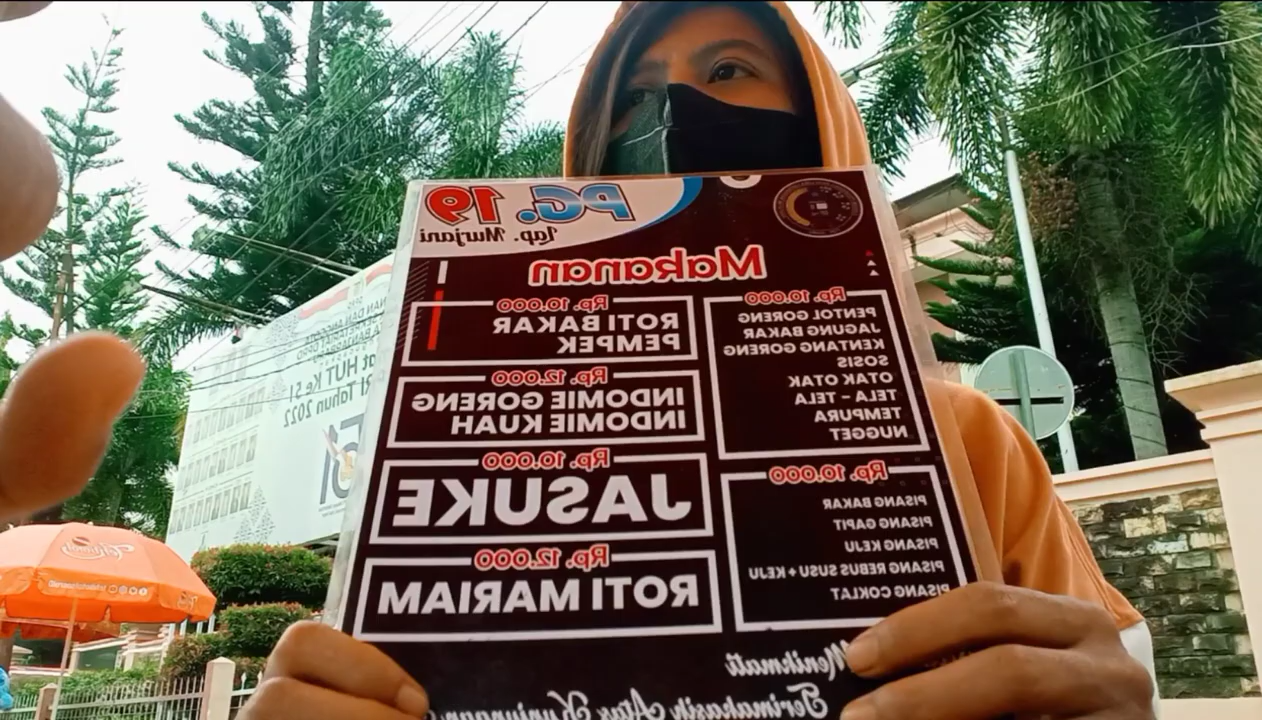 PG. 19
Lap. Murjani
Makanan
Rp. 10.000
PENTOL GORENG
JAGUNG BAKAR
KENTANG GORENG
SOSIS
OTAK OTAK
TELA - TELA
TEMPURA
NUGGET
Rp. 10.000
PISANG BAKAR
PISANG GAPIT
PISANG KEJU
PISANG REBUS SUSU + KEJU
PISANG COKLAT
Rp. 10.000
ROTI BAKAR
PEMPEK
Rp. 12.000
INDOMIE GORENG
INDOMIE KUAH
Rp. 10.000
JASUKE
Rp. 12.000
ROTI MARIAM
Menikmati
Terimakasih Atas Kunjungan
HUT Ke 51
Tahun 2022
51